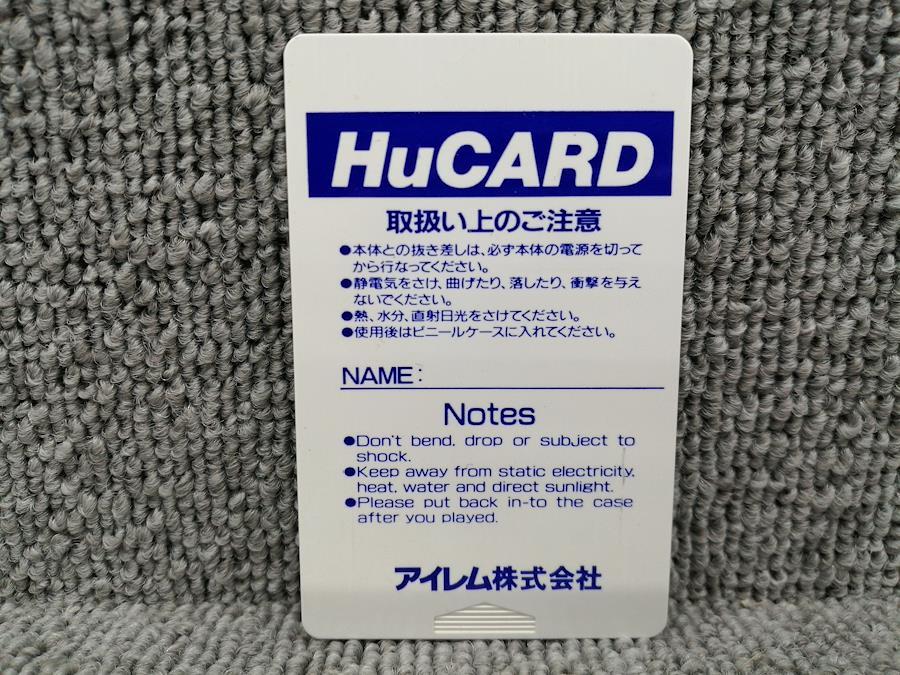 HuCARD
取扱い上のご注意
●本体との抜き差しは、必ず本体の電源を切って
から行なってください。
●静電気をさけ、曲げたり、落したり、衝撃を与え
ないでください。
●熱、水分、直射日光をさけてください。
●使用後はビニールケースに入れてください。
NAME:
Notes
●Don't bend, drop or subject to
shock.
●Keep away from static electricity,
heat, water and direct sunlight.
●Please put back in-to the case
after you played.
アイレム株式会社